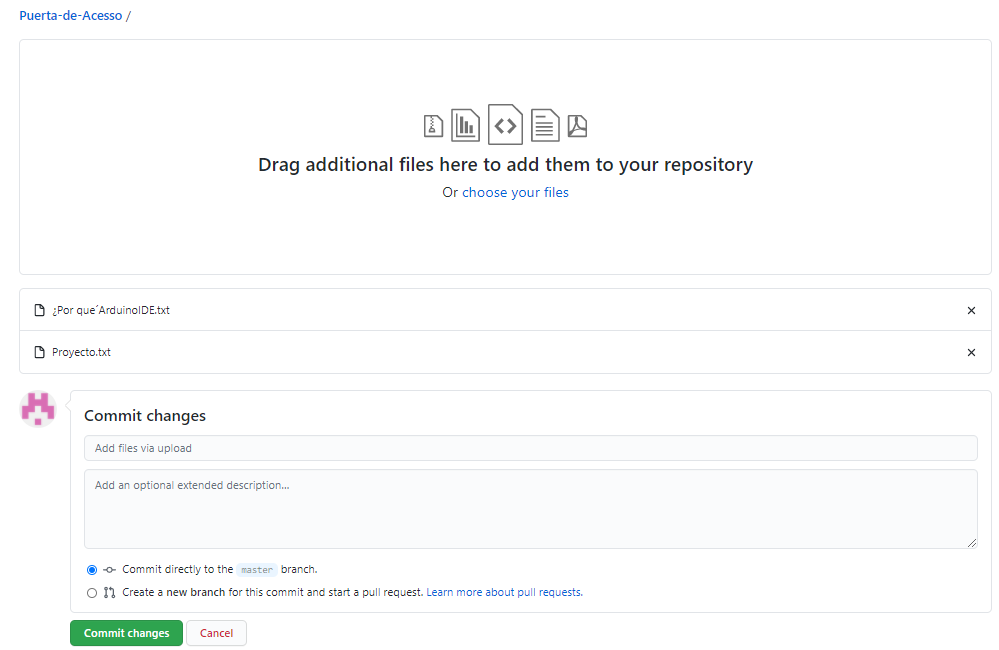 Puerta-de-Acesso /
Drag additional files here to add them to your repository
Or choose your files
¿Por que´ArduinoIDE.txt
Proyecto.txt
Commit changes
Add files via upload
Add an optional extended description...
Commit directly to the master branch.
Create a new branch for this commit and start a pull request. Learn more about pull requests.
Commit changes Cancel